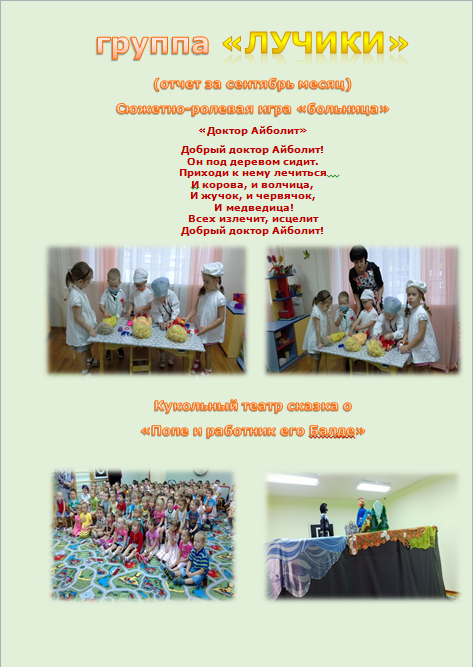 группа «ЛУЧИКИ»
(отчет за сентябрь месяц)
Сюжетно-ролевая игра «больница»
«Доктор Айболит»
Добрый доктор Айболит!
Он под деревом сидит.
Приходи к нему лечиться
И корова, и волчица,
И жучок, и червячок,
И медведица!
Всех излечит, исцелит
Добрый доктор Айболит!
Кукольный театр сказка о
«Попе и работник его Балде»